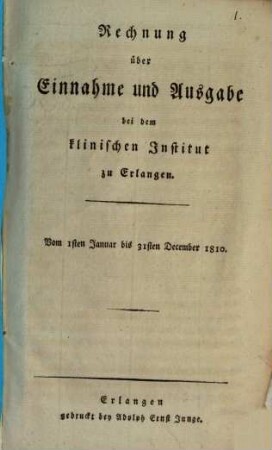 1.
Rechnung
über
Einnahme und Ausgabe
bei dem
klinischen Institut
zu Erlangen.
Vom 1sten Januar bis 31sten December 1810.
Erlangen
gedruckt bey Adolph Ernst Junge.